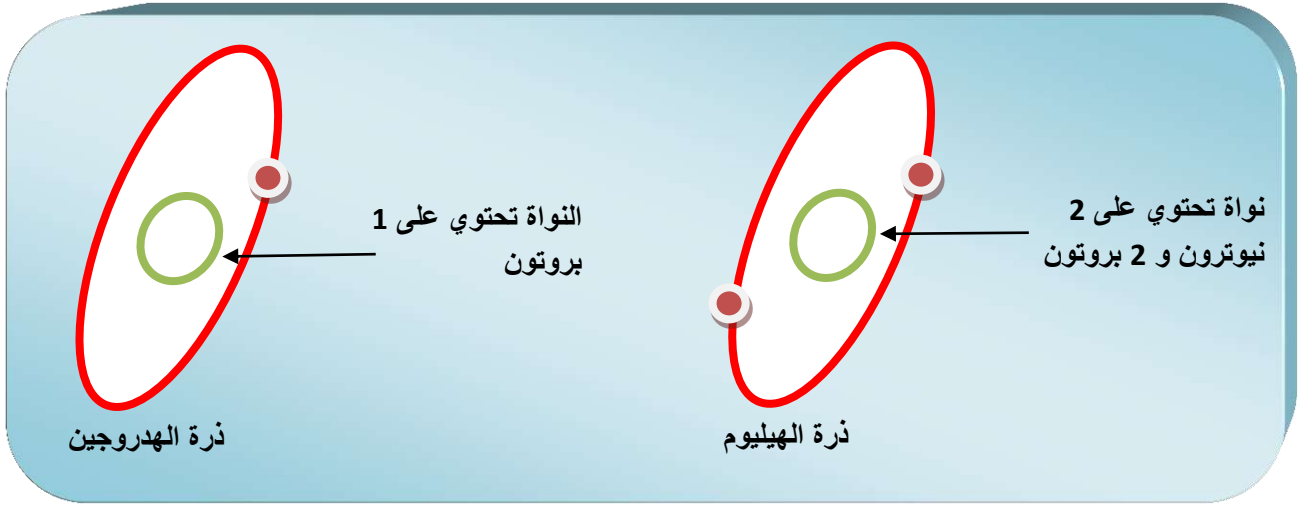 نواة تحتوي على 2
نيوترون و 2 بروتون
ذرة الهيليوم
النواة تحتوي على 1
بروتون
ذرة الهدروجين